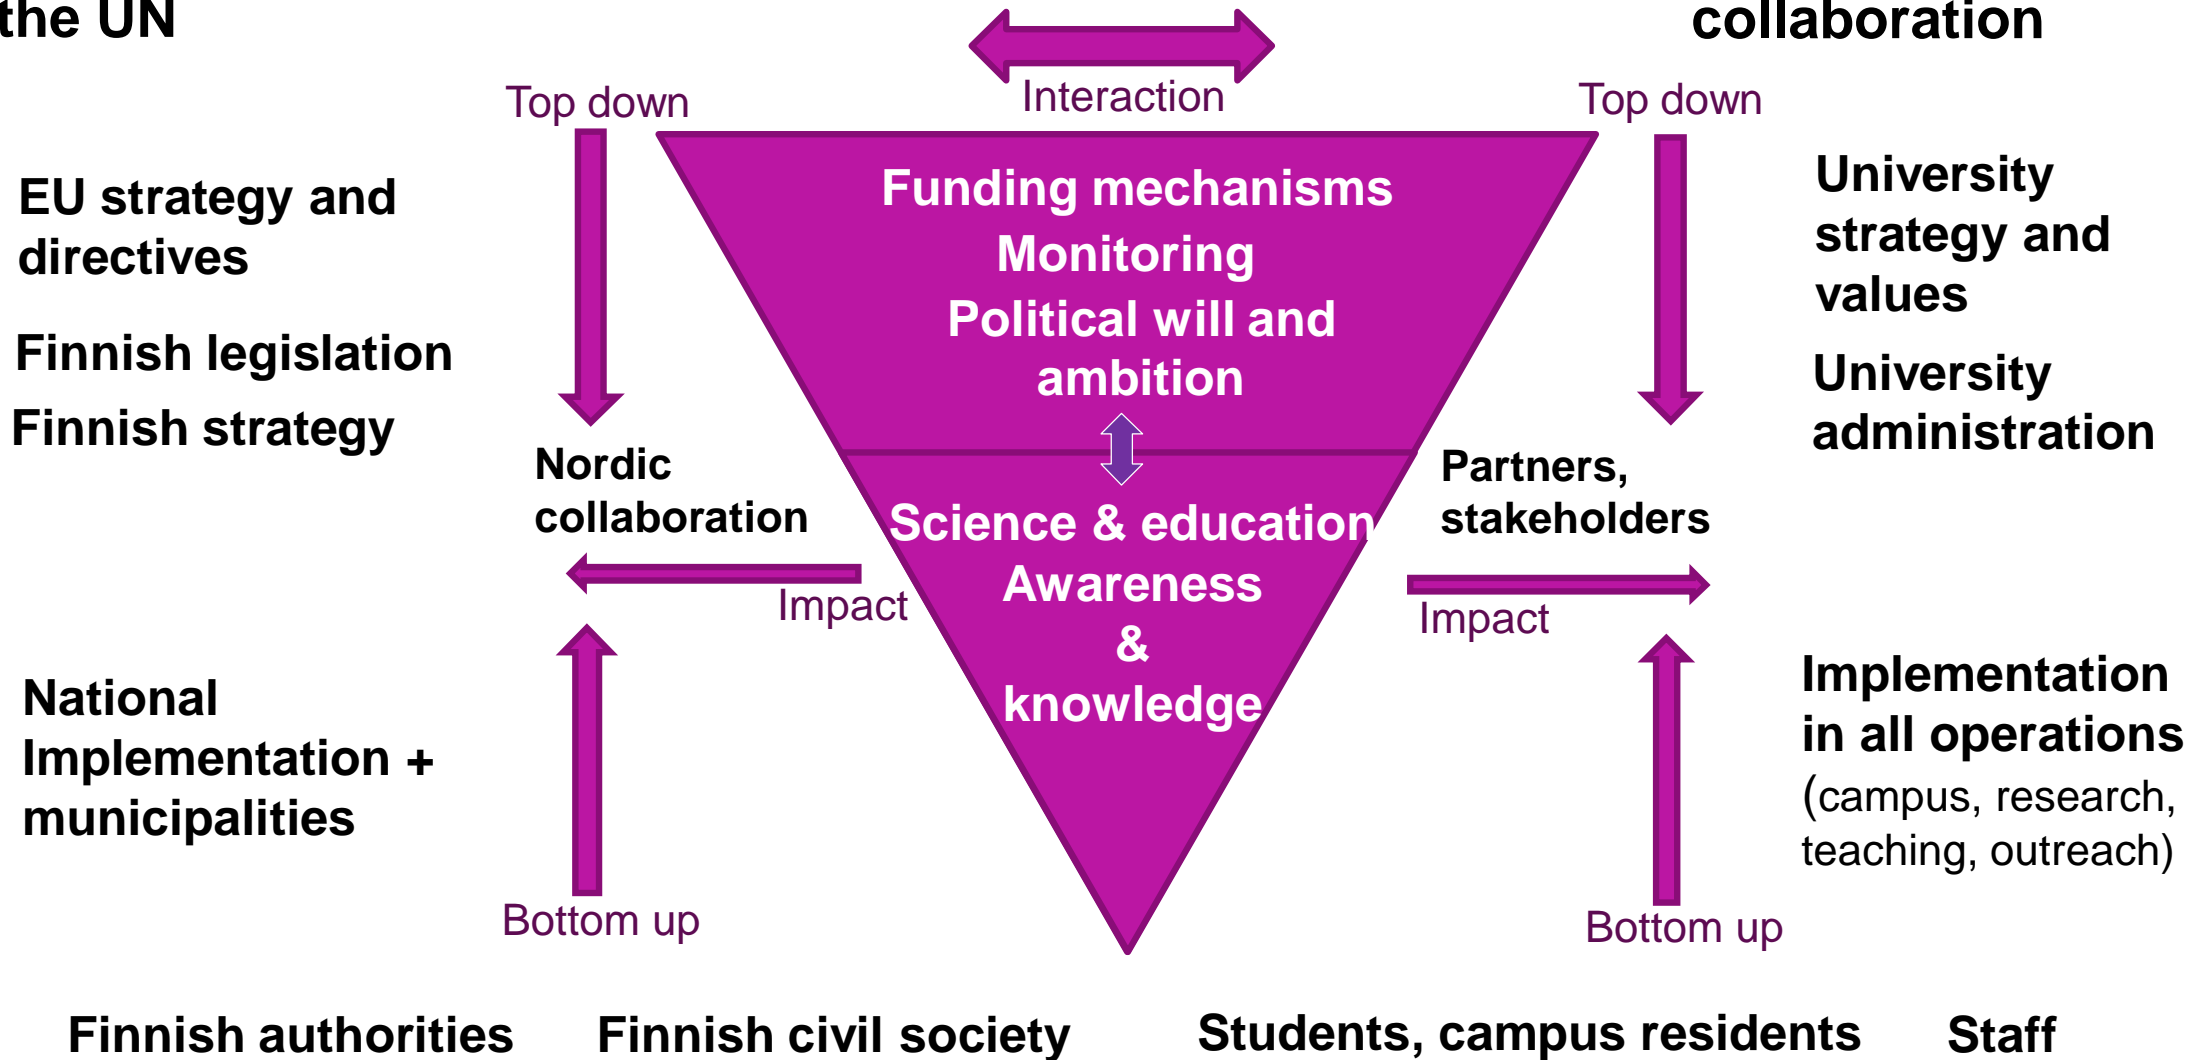 the UN
collaboration
Interaction
Top down
Top down
EU strategy and
directives
Finnish legislation
Finnish strategy
Funding mechanisms
Monitoring
Political will and
ambition
University
strategy and
values
University
administration
Nordic
collaboration
Partners,
stakeholders
Science & education
Awareness
&
knowledge
Impact
Impact
National
Implementation +
municipalities
Implementation
in all operations
(campus, research,
teaching, outreach)
Bottom up
Bottom up
Finnish authorities
Finnish civil society
Students, campus residents
Staff